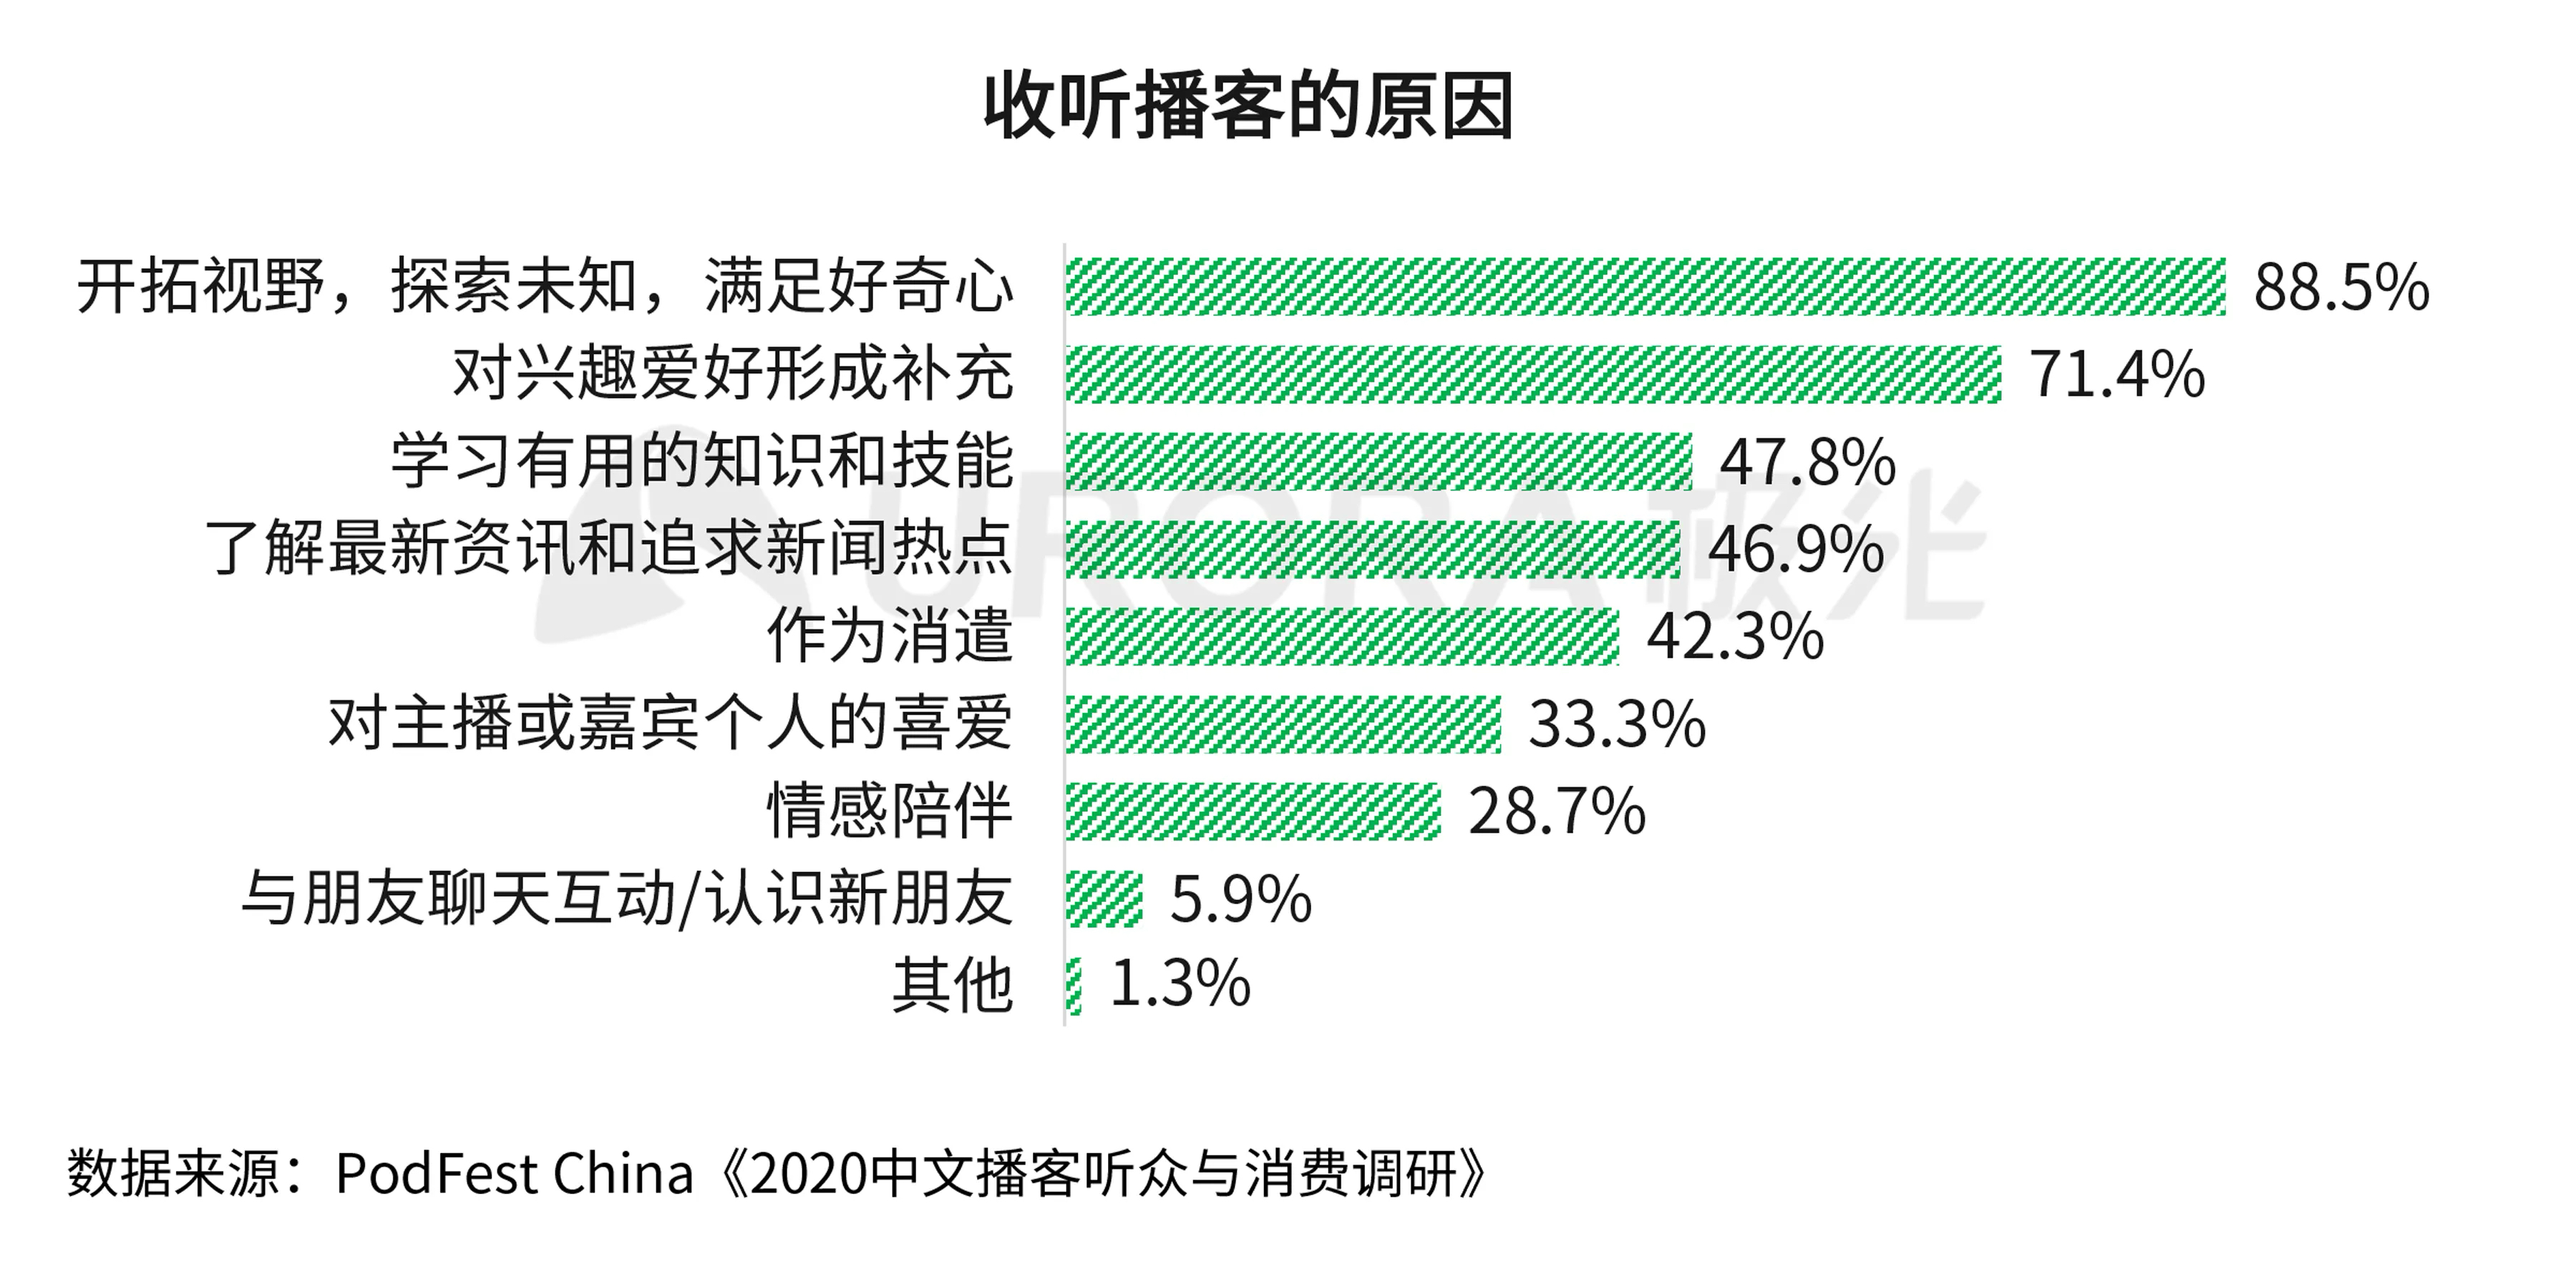 收听播客的原因
开拓视野，探索未知，满足好奇心 88.5%
对兴趣爱好形成补充 71.4%
学习有用的知识和技能 47.8%
了解最新资讯和追求新闻热点 46.9%
作为消遣 42.3%
对主播或嘉宾个人的喜爱 33.3%
情感陪伴 28.7%
与朋友聊天互动/认识新朋友 5.9%
其他 1.3%
URORA 极光
数据来源：PodFest China《2020中文播客听众与消费调研》